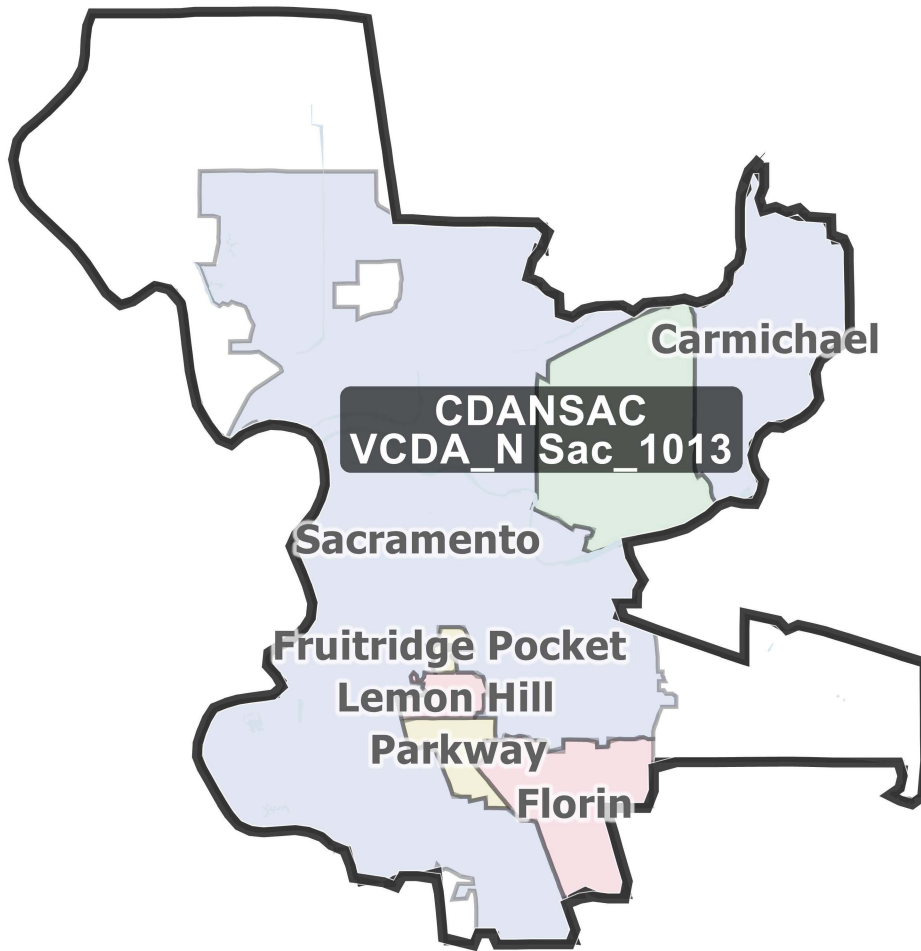 Carmichael
CDANSAC
VCDA_N Sac_1013
Sacramento
Fruitridge Pocket
Lemon Hill
Parkway
Florin